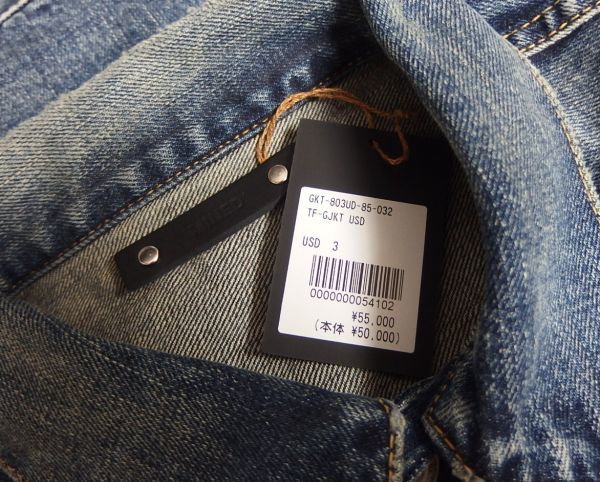 GKT-803UD-85-032
TF-GJKT USD
USD 3
0000000054102
¥55,000
(本体 ¥50,000)